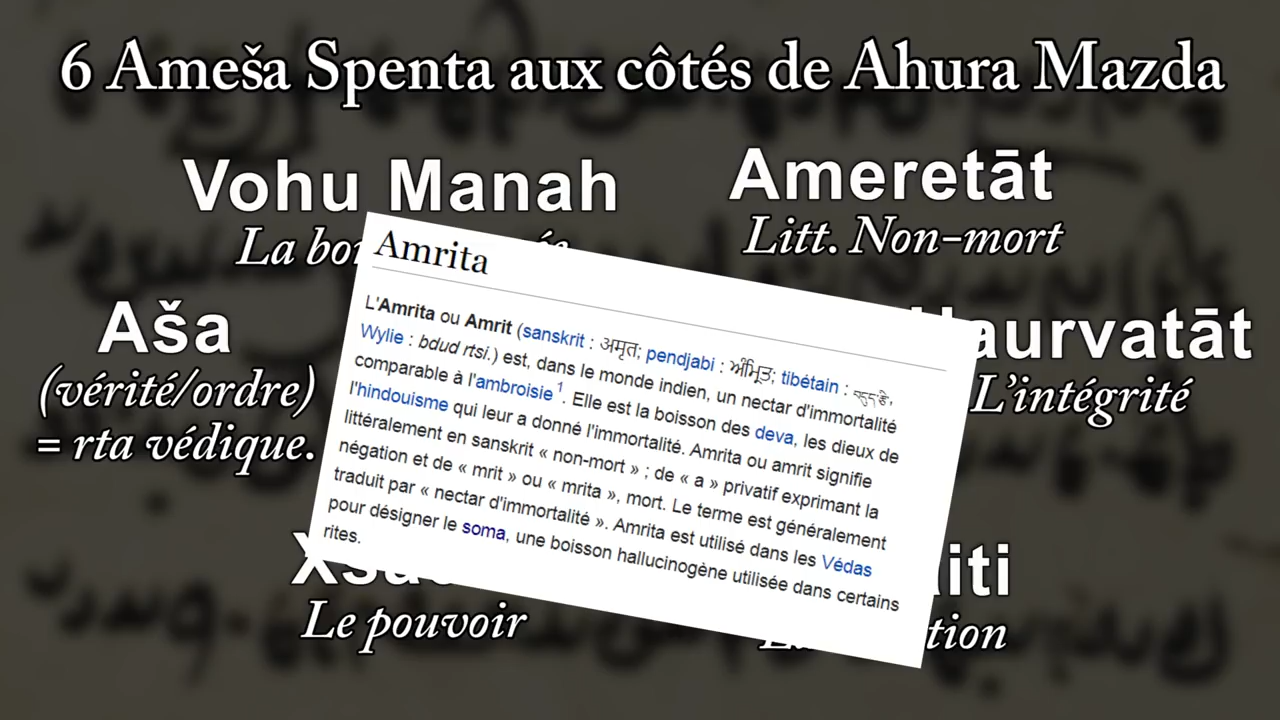 6 Ameša Spenta aux côtés de Ahura Mazda
Vohu Manah
La
Ameretāt
Litt. Non-mort
Aša
(vérité/ordre)
= rta védique.
Haurvatāt
L'intégrité
Le pouvoir
Amrita
L'Amrita ou Amrit (sanskrit : अमृत; pendjabi : ਅੰਮ੍ਰਿਤ; tibétain :
Wylie : bdud rtsi.) est, dans le monde indien, un nectar d'immortalité
comparable à l'ambroisie1. Elle est la boisson des deva, les dieux de
l'hindouisme qui leur a donné l'immortalité. Amrita ou amrit signifie
littéralement en sanskrit « non-mort » ; de « a » privatif exprimant la
négation et de « mrit » ou « mrita », mort. Le terme est généralement
traduit par « nectar d'immortalité ». Amrita est utilisé dans les Védas
pour désigner le soma, une boisson hallucinogène utilisée dans certains
rites.